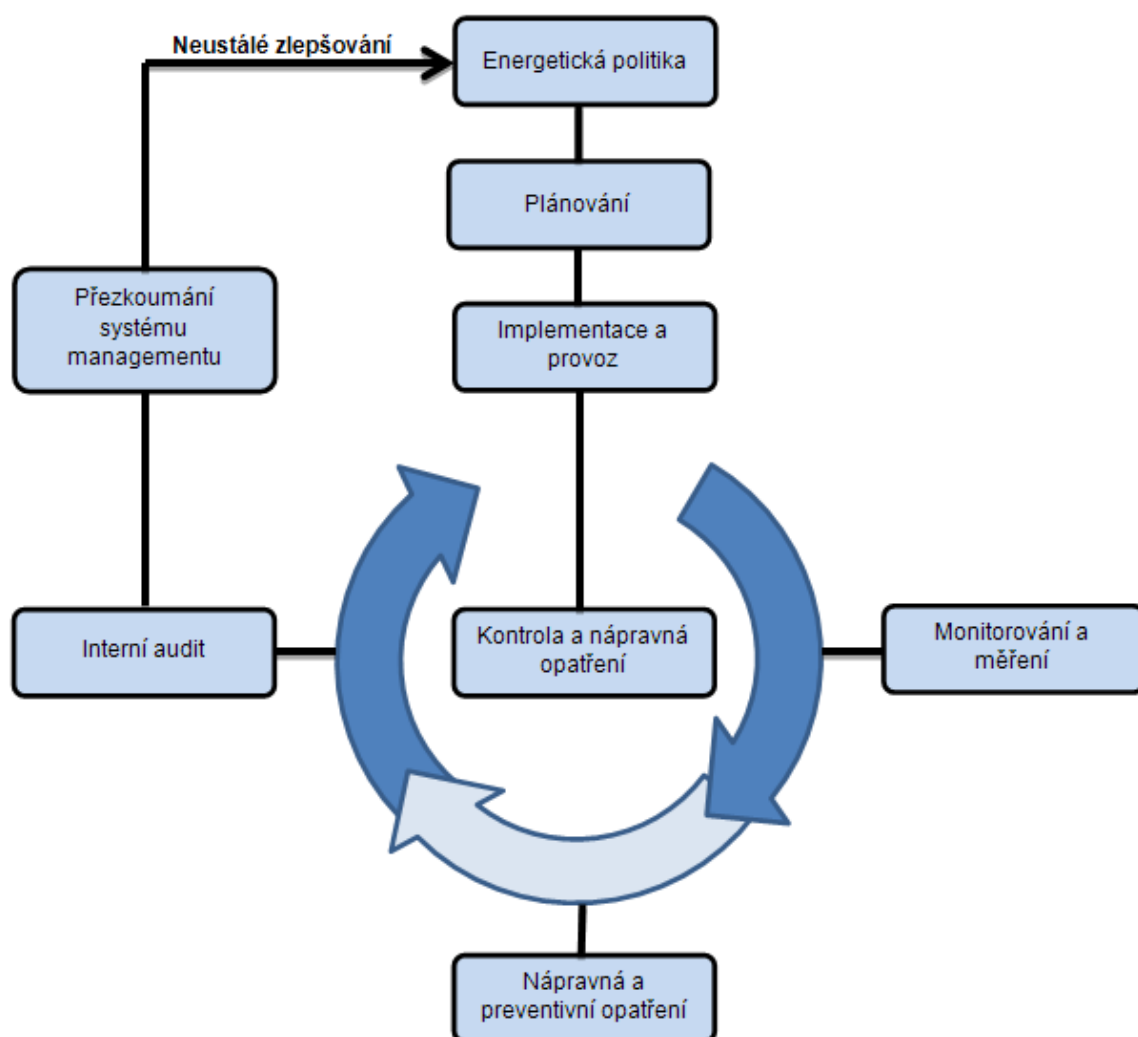 Neustálé zlepšování
Energetická politika
Plánování
Přezkoumání
systému
managementu
Implementace a
provoz
Interní audit
Kontrola a nápravná
opatření
Monitorování a
měření
Nápravná a
preventivní opatření